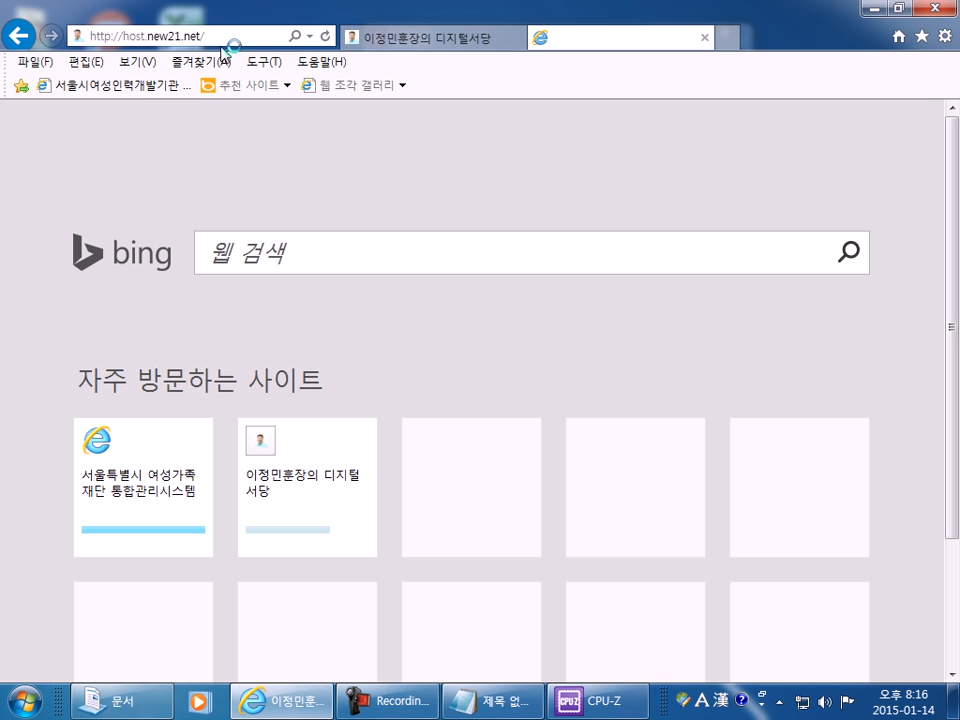 http://host.new21.net/
이정민훈장의 디지털서당
파일(F) 편집(E) 보기(V) 즐겨찾기(A) 도구(T) 도움말(H)
서울시여성인력개발기관 ... 추천 사이트 웹 조각 갤러리
bing
웹 검색
자주 방문하는 사이트
서울특별시 여성가족
재단 통합관리시스템
이정민훈장의 디지털
서당
문서
이정민훈...
Recordin...
제목 없...
CPU-Z
CPU-Z
A 漢
오후 8:16
2015-01-14